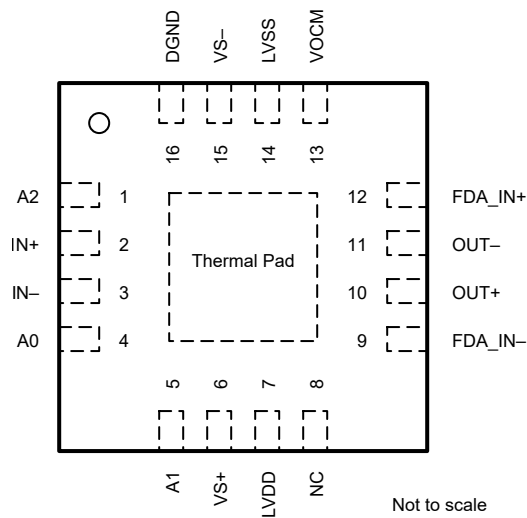 DGND
VS–
LVSS
VOCM
16
15
14
13
A2 1
IN+ 2
IN– 3
A0 4
Thermal Pad
12 FDA_IN+
11 OUT–
10 OUT+
9 FDA_IN–
5
6
7
8
A1
VS+
LVDD
NC
Not to scale